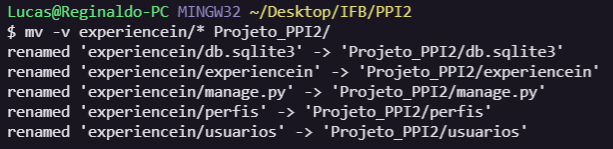 Lucas@Reginaldo-PC MINGW32 ~/Desktop/IFB/PPI2
$ mv -v experiencein/* Projeto_PPI2/
renamed 'experiencein/db.sqlite3' -> 'Projeto_PPI2/db.sqlite3'
renamed 'experiencein/experiencein' -> 'Projeto_PPI2/experiencein'
renamed 'experiencein/manage.py' -> 'Projeto_PPI2/manage.py'
renamed 'experiencein/perfis' -> 'Projeto_PPI2/perfis'
renamed 'experiencein/usuarios' -> 'Projeto_PPI2/usuarios'